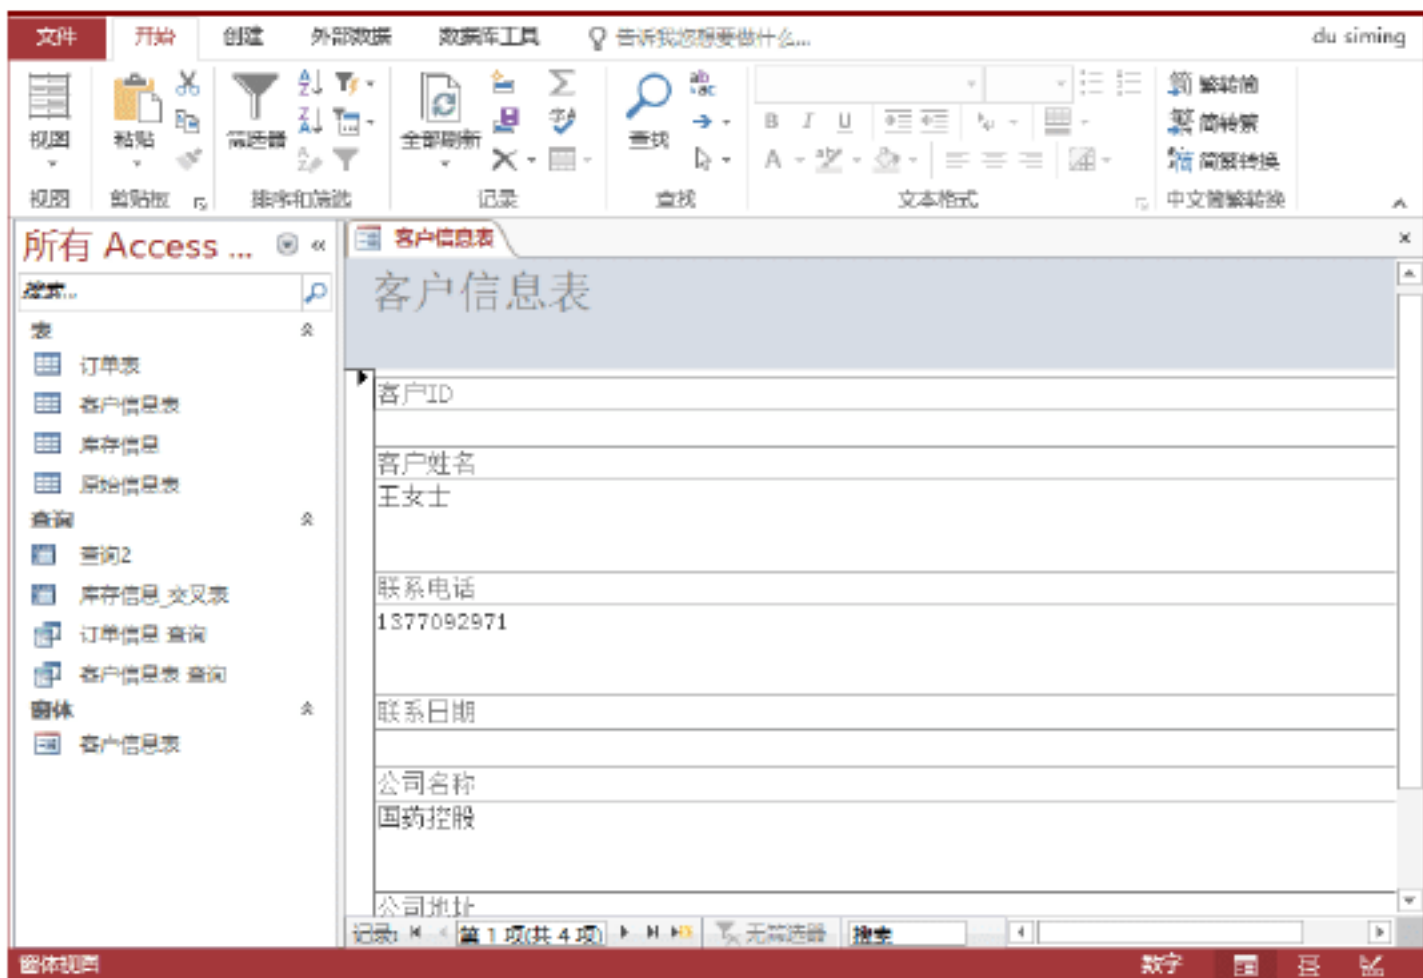 文件 开始 创建 外部数据 数据库工具 告诉我您想要做什么... du siming
视图 粘贴 筛选器 全部刷新 查找 繁转简
简转繁
简繁转换
视图 剪贴板 排序和筛选 记录 查找 文本格式 中文简繁转换
所有 Access ...
搜索...
表
订单表
客户信息表
库存信息
原始信息表
查询
查询2
库存信息_交叉表
订单信息 查询
客户信息表 查询
窗体
客户信息表
客户信息表
客户信息表
客户ID
客户姓名
王女士
联系电话
1377092971
联系日期
公司名称
国药控股
公司地址
记录: 第 1 项(共 4 项) 无筛选器 搜索
窗体视图 数字